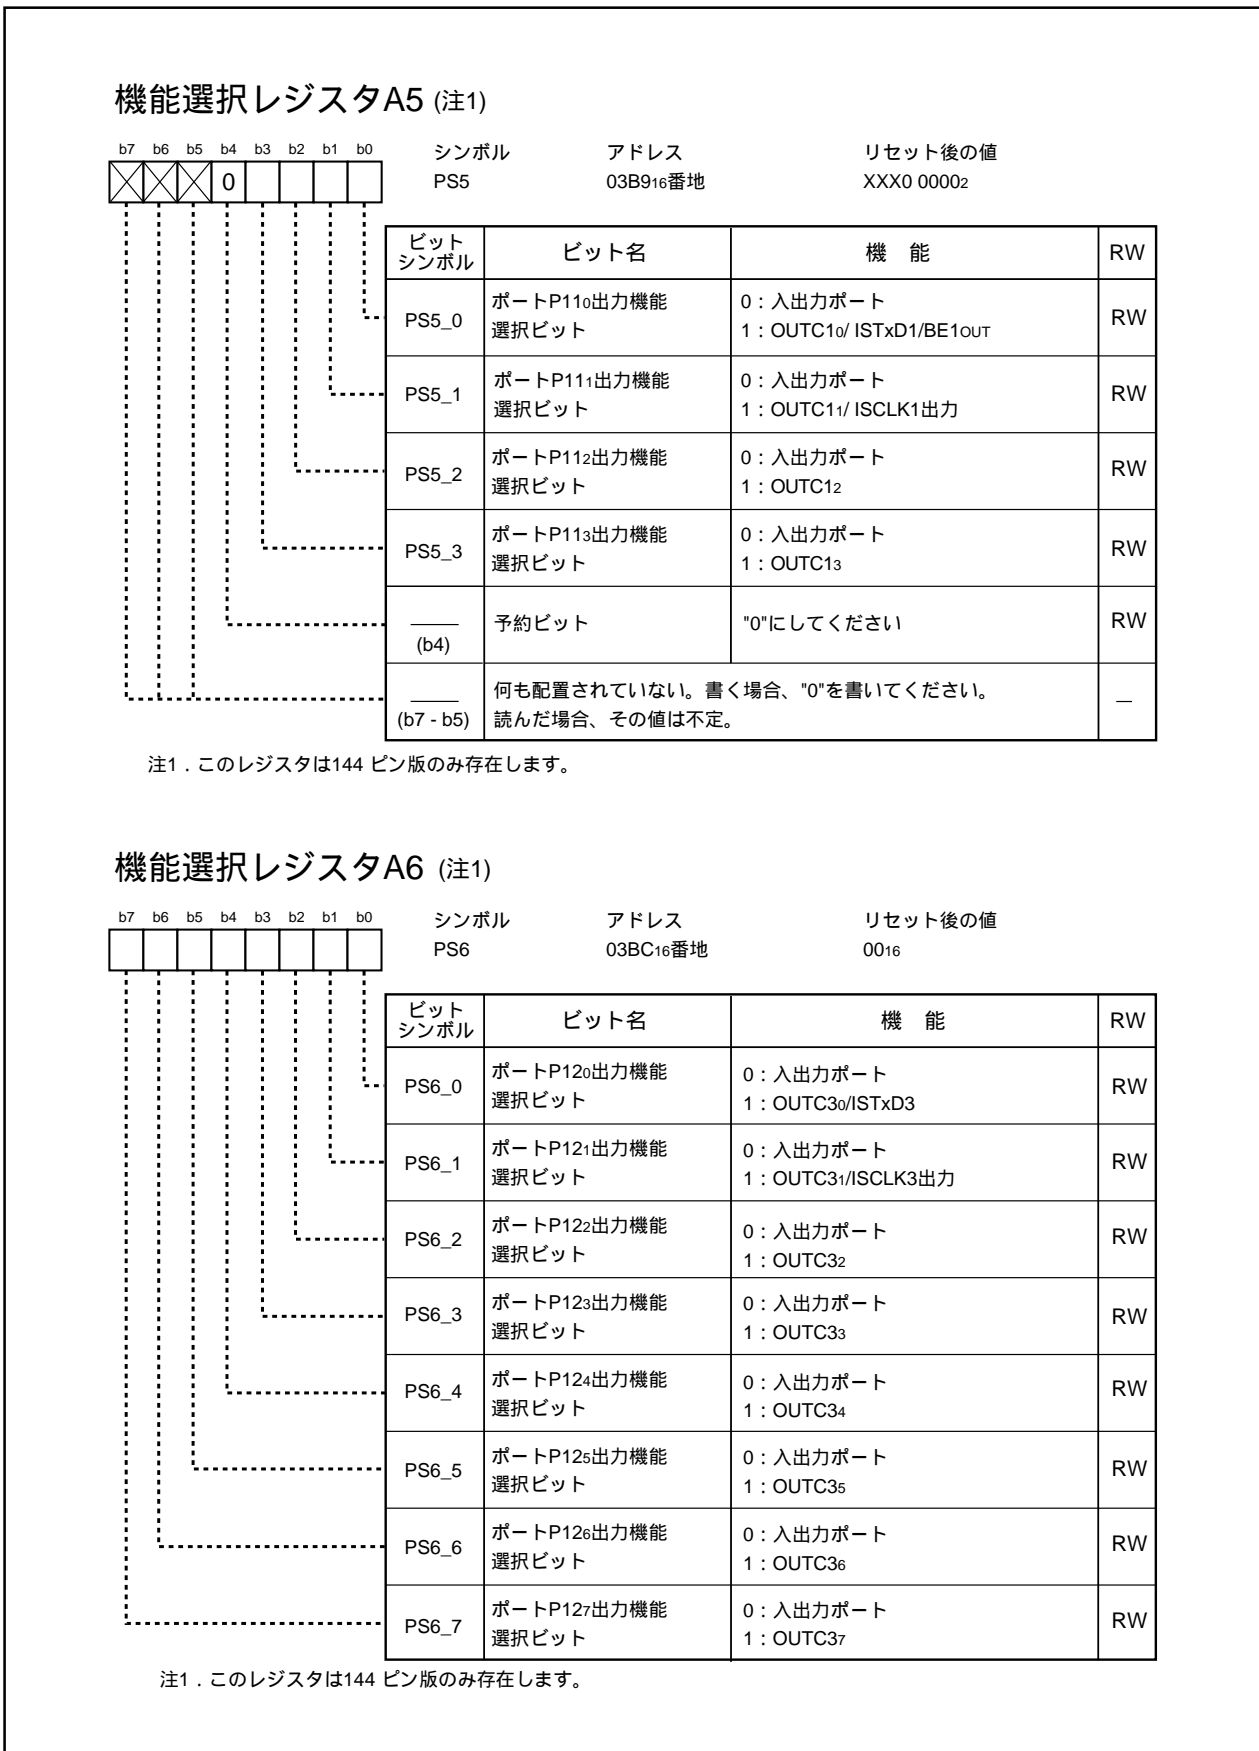 機能選択レジスタA5 (注1)
b7 b6 b5 b4 b3 b2 b1 b0
シンボル アドレス リセット後の値
0
PS5 03B916番地 XXX0 00002
ビット
シンボル
ビット名 機 能 RW
PS5_0
ポートP110出力機能
選択ビット
0：入出力ポート
1：OUTC10/ ISTxD1/BE1OUT
RW
PS5_1
ポートP111出力機能
選択ビット
0：入出力ポート
1：OUTC11/ ISCLK1出力
RW
PS5_2
ポートP112出力機能
選択ビット
0：入出力ポート
1：OUTC12
RW
PS5_3
ポートP113出力機能
選択ビット
0：入出力ポート
1：OUTC13
RW
(b4)
予約ビット
"0"にしてください
RW
(b7 - b5)
何も配置されていない。書く場合、"0"を書いてください。
読んだ場合、その値は不定。
—
注1．このレジスタは144 ピン版のみ存在します。
機能選択レジスタA6 (注1)
b7 b6 b5 b4 b3 b2 b1 b0
シンボル アドレス リセット後の値
PS6 03BC16番地 0016
ビット
シンボル
ビット名 機 能 RW
PS6_0
ポートP120出力機能
選択ビット
0：入出力ポート
1：OUTC30/ISTxD3
RW
PS6_1
ポートP121出力機能
選択ビット
0：入出力ポート
1：OUTC31/ISCLK3出力
RW
PS6_2
ポートP122出力機能
選択ビット
0：入出力ポート
1：OUTC32
RW
PS6_3
ポートP123出力機能
選択ビット
0：入出力ポート
1：OUTC33
RW
PS6_4
ポートP124出力機能
選択ビット
0：入出力ポート
1：OUTC34
RW
PS6_5
ポートP125出力機能
選択ビット
0：入出力ポート
1：OUTC35
RW
PS6_6
ポートP126出力機能
選択ビット
0：入出力ポート
1：OUTC36
RW
PS6_7
ポートP127出力機能
選択ビット
0：入出力ポート
1：OUTC37
RW
注1．このレジスタは144 ピン版のみ存在します。